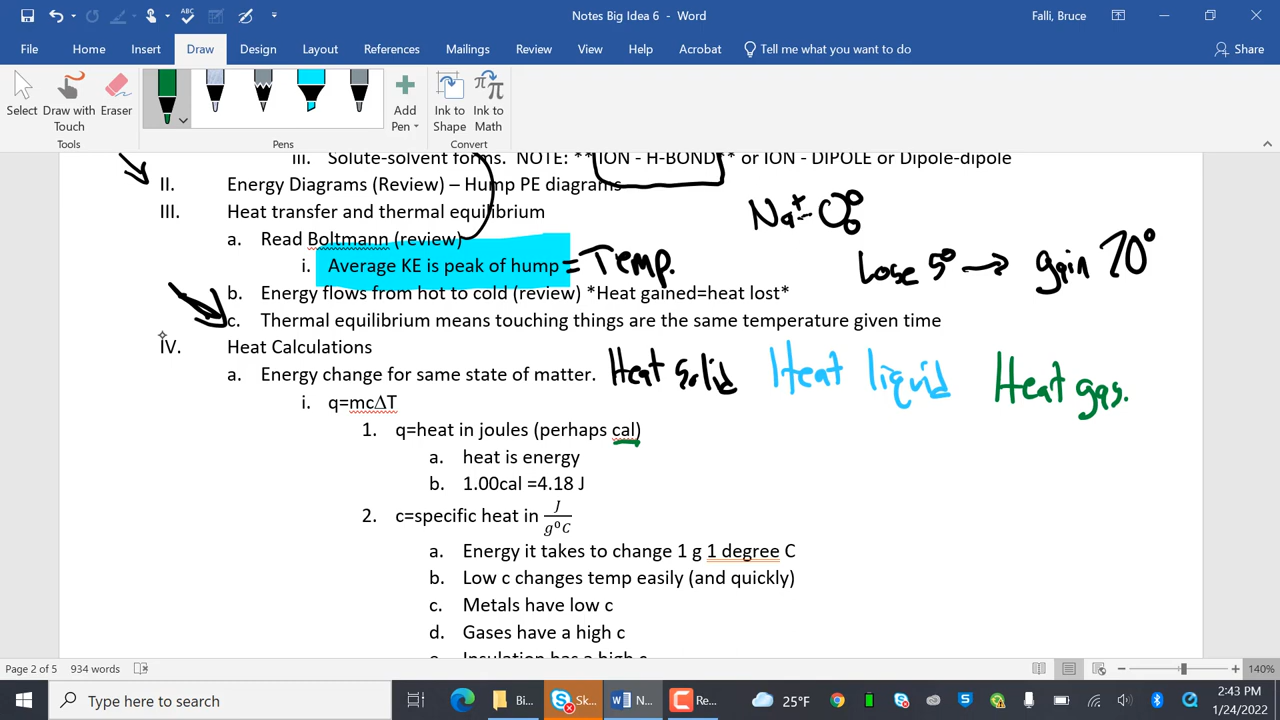 Notes Big Idea 6 - Word
Falli, Bruce
File Home Insert Draw Design Layout References Mailings Review View Help Acrobat Tell me what you want to do Share
Select Draw with Touch Eraser Add Pen Ink to Shape Ink to Math
Tools Pens Convert
iii. Solute-solvent forms. NOTE: **ION - H-BOND** or ION - DIPOLE or Dipole-dipole
II. Energy Diagrams (Review) – Hump PE diagrams
III. Heat transfer and thermal equilibrium
Na+ O
a. Read Boltmann (review)
i. Average KE is peak of hump = Temp.
Lose 5° → gain 70°
b. Energy flows from hot to cold (review) *Heat gained=heat lost*
c. Thermal equilibrium means touching things are the same temperature given time
IV. Heat Calculations
a. Energy change for same state of matter. Heat solid Heat liquid Heat gas.
i. q=mc∆T
1. q=heat in joules (perhaps cal)
a. heat is energy
b. 1.00cal =4.18 J
2. c=specific heat in J/g⁰C
a. Energy it takes to change 1 g 1 degree C
b. Low c changes temp easily (and quickly)
c. Metals have low c
d. Gases have a high c
e. Insulation has a high c
Page 2 of 5 934 words 140%
Type here to search Bi... Sk... N... Re... 25°F 2:43 PM
1/24/2022